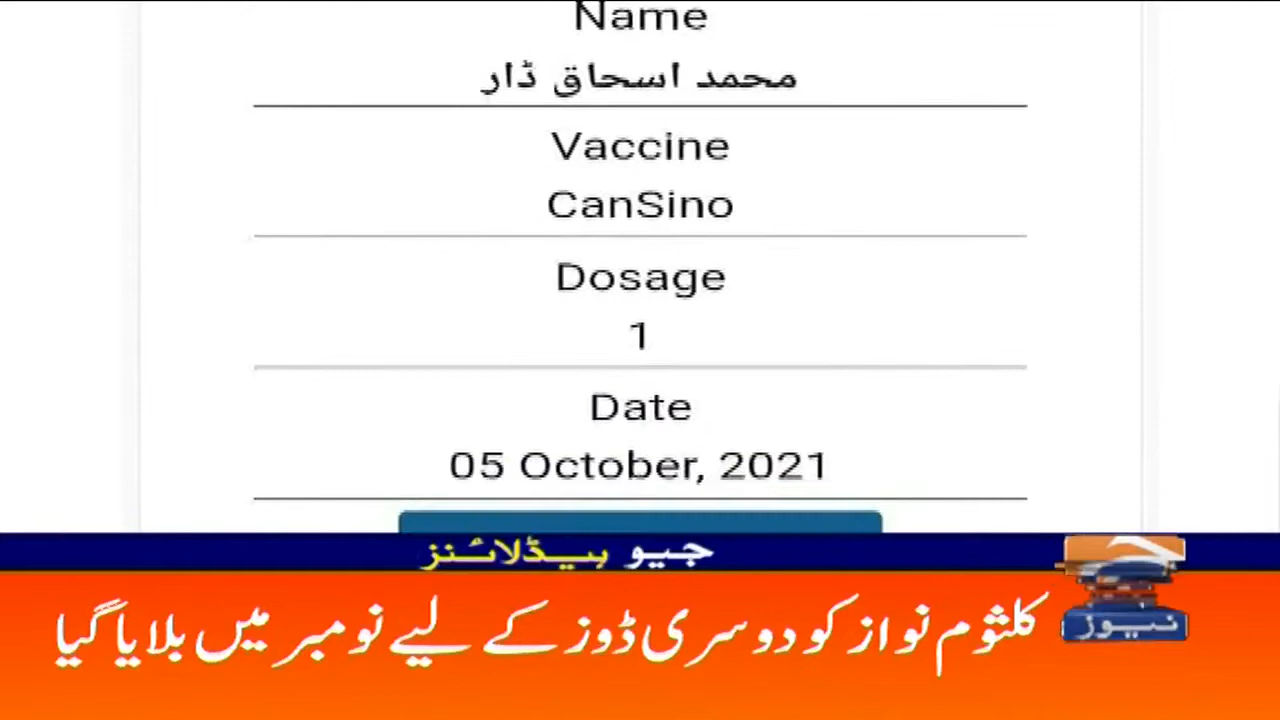 Name
محمد اسحاق ڈار
Vaccine
CanSino
Dosage
1
Date
05 October, 2021
جیو ہیڈلائنز
نیوز
کلثوم نواز کو دوسری ڈوز کے لیے نومبر میں بلایا گیا